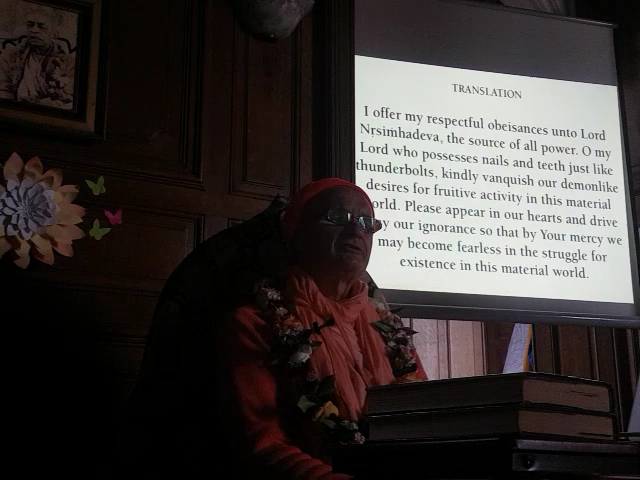 TRANSLATION
I offer my respectful obeisances unto Lord
Nṛsiṁhadeva, the source of all power. O my
Lord who possesses nails and teeth just like
thunderbolts, kindly vanquish our demonlike
desires for fruitive activity in this material
orld. Please appear in our hearts and drive
y our ignorance so that by Your mercy we
may become fearless in the struggle for
existence in this material world.